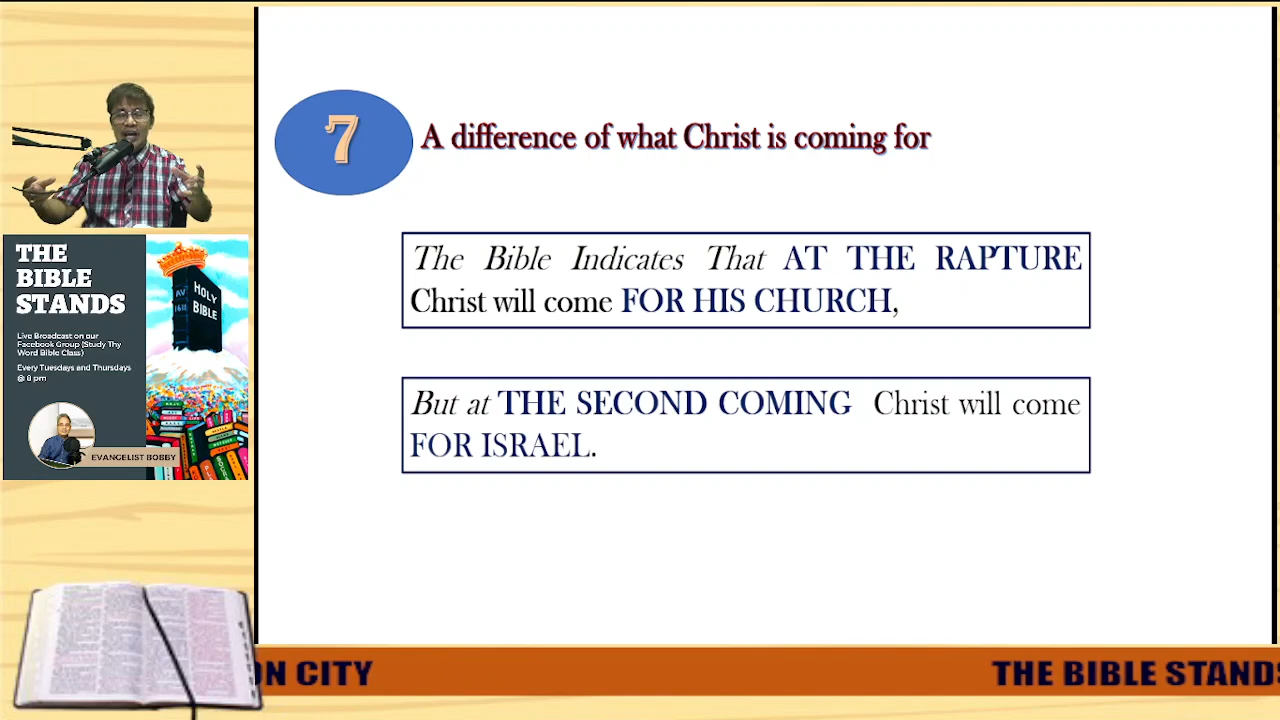 7
A difference of what Christ is coming for
The Bible Indicates That AT THE RAPTURE
Christ will come FOR HIS CHURCH,
But at THE SECOND COMING Christ will come
FOR ISRAEL.
THE
BIBLE
STANDS
Live Broadcast on our
Facebook Group (Study Thy
Word Bible Class)
Every Tuesdays and Thursdays
@ 8 pm
EVANGELIST BOBBY
AV
1611
HOLY
BIBLE
ON CITY
THE BIBLE STANDS